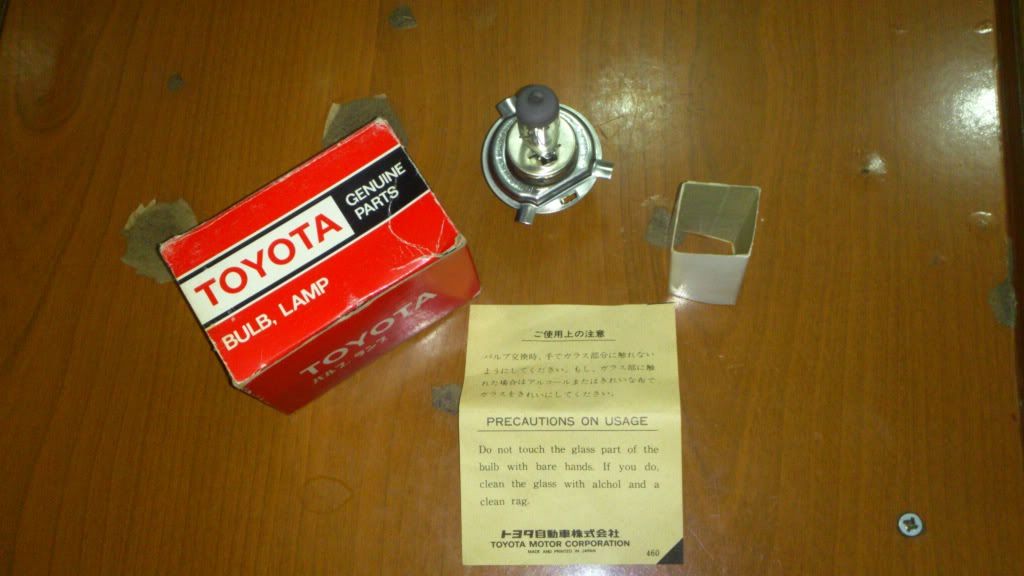 TOYOTA
GENUINE
PARTS
BULB, LAMP
TOYOTA
バルブ、ランプ
ご使用上の注意
バルブ交換時、手でガラス部分に触れない
ようにしてください。もし、ガラス部に触
れた場合はアルコールまたはきれいな布で
ガラスをきれいにしてください。
PRECAUTIONS ON USAGE
Do not touch the glass part of the
bulb with bare hands. If you do,
clean the glass with alchol and a
clean rag.
トヨタ自動車株式会社
TOYOTA MOTOR CORPORATION
MADE AND PRINTED IN JAPAN
460